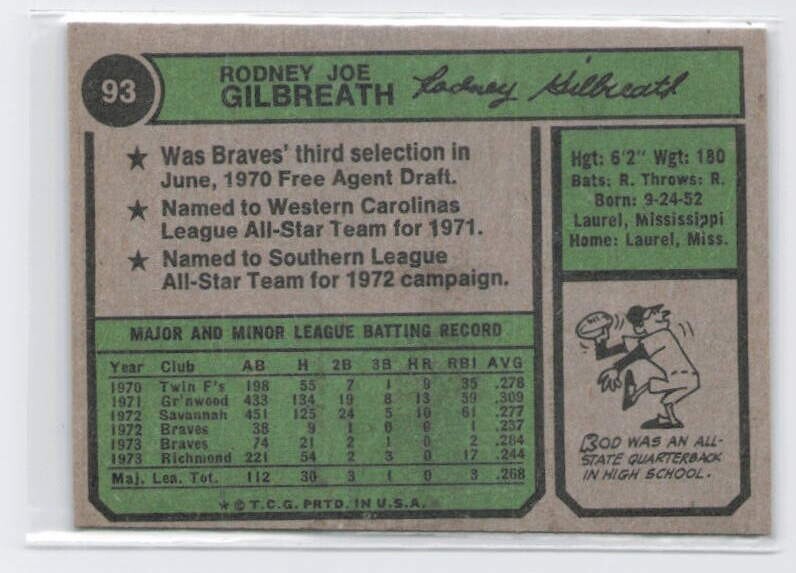 93
RODNEY JOE
GILBREATH
Rodney Gilbreath
★ Was Braves' third selection in
June, 1970 Free Agent Draft.
★ Named to Western Carolinas
League All-Star Team for 1971.
★ Named to Southern League
All-Star Team for 1972 campaign.
Hgt: 6'2" Wgt: 180
Bats: R. Throws: R.
Born: 9-24-52
Laurel, Mississippi
Home: Laurel, Miss.
MAJOR AND MINOR LEAGUE BATTING RECORD
Year Club AB H 2B 3B HR RBI AVG
1970 Twin F's 198 55 7 1 0 35 .278
1971 Gr'nwood 433 134 19 8 13 59 .309
1972 Savannah 451 125 24 5 10 61 .277
1972 Braves 38 9 1 0 0 1 .237
1973 Braves 74 21 2 1 0 2 .284
1973 Richmond 221 54 2 3 0 17 .244
Maj. Lea. Tot. 112 30 3 1 0 3 .268
★ © T.C.G. PRTD. IN U.S.A.
ROD WAS AN ALL-
STATE QUARTERBACK
IN HIGH SCHOOL.